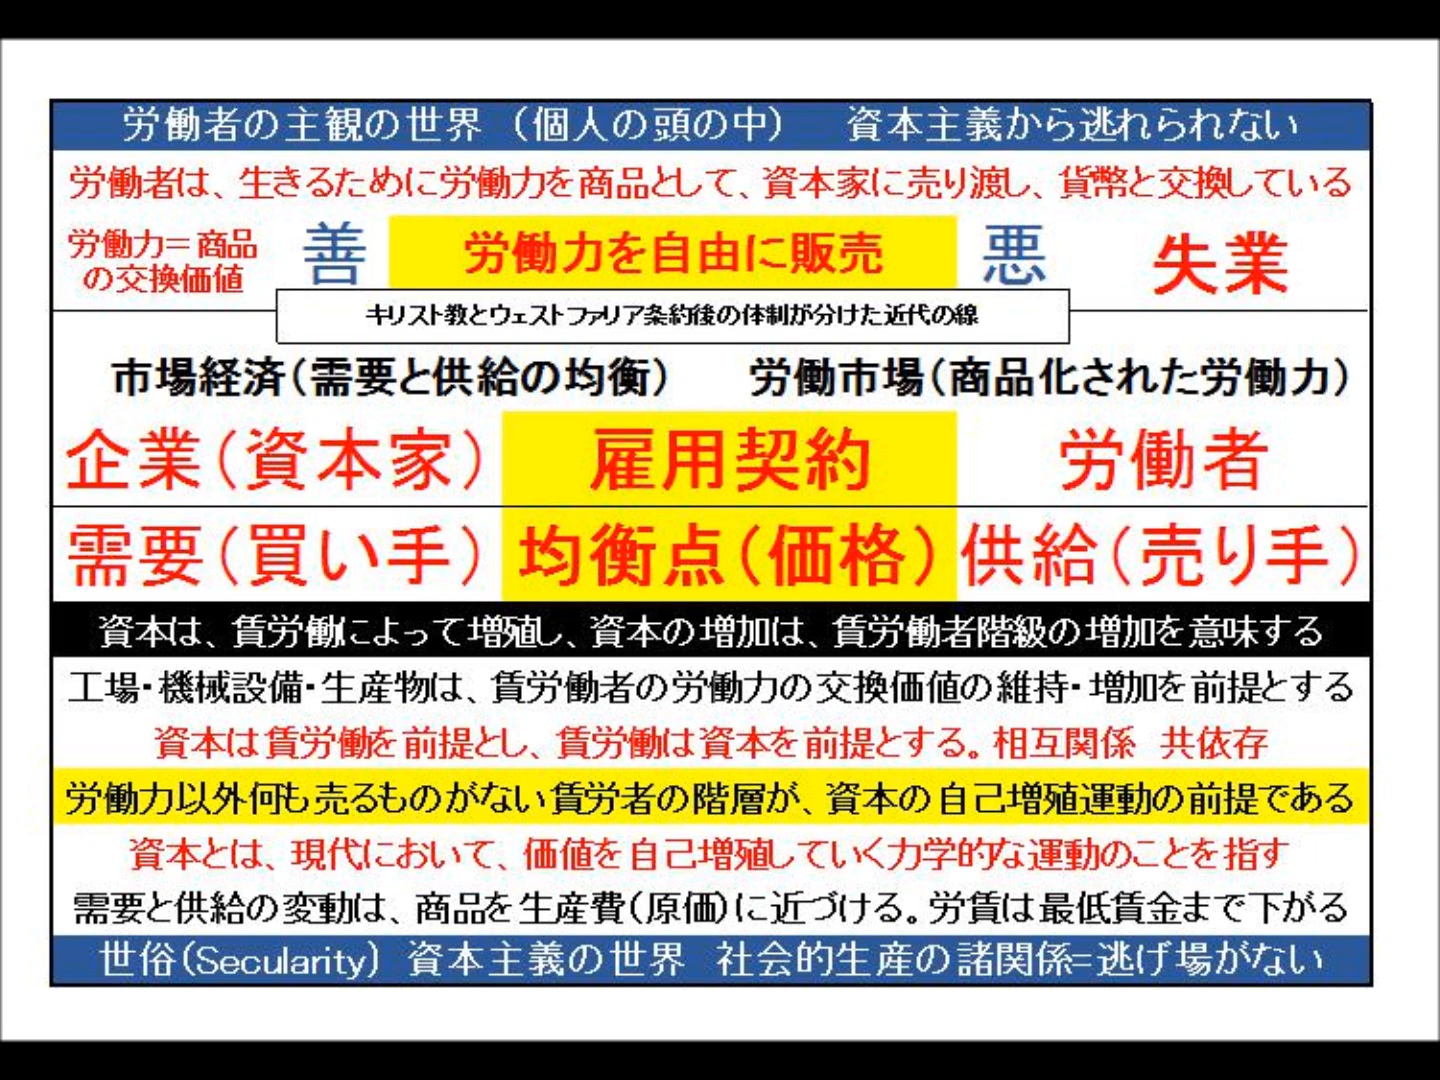 労働者の主観の世界（個人の頭の中）　資本主義から逃れられない
労働者は、生きるために労働力を商品として、資本家に売り渡し、貨幣と交換している
労働力＝商品の交換価値　善　労働力を自由に販売　悪　失業
キリスト教とウェストファリア条約後の体制が分けた近代の線
市場経済（需要と供給の均衡）　労働市場（商品化された労働力）
企業（資本家）　雇用契約　労働者
需要（買い手）　均衡点（価格）　供給（売り手）
資本は、賃労働によって増殖し、資本の増加は、賃労働者階級の増加を意味する
工場・機械設備・生産物は、賃労働者の労働力の交換価値の維持・増加を前提とする
資本は賃労働を前提とし、賃労働は資本を前提とする。相互関係　共依存
労働力以外何も売るものがない賃労者の階層が、資本の自己増殖運動の前提である
資本とは、現代において、価値を自己増殖していく力学的な運動のことを指す
需要と供給の変動は、商品を生産費（原価）に近づける。労賃は最低賃金まで下がる
世俗（Secularity）資本主義の世界　社会的生産の諸関係＝逃げ場がない